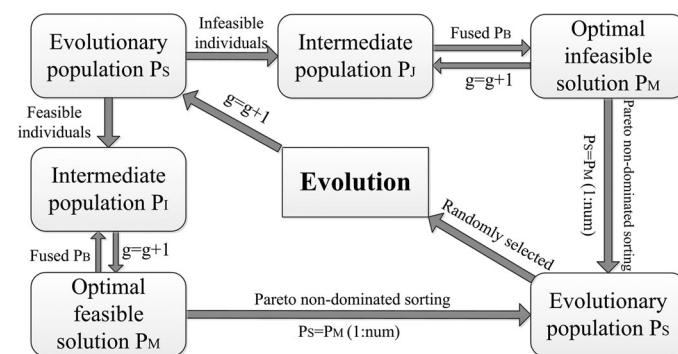 Evolutionary
population PS
Infeasible
individuals
Intermediate
population PJ
Fused PB
g=g+1
Optimal
infeasible
solution PM
Feasible
individuals
g=g+1
Pareto non-dominated sorting
PS=PM (1:num)
Intermediate
population PI
Evolution
Fused PB
g=g+1
Randomly selected
Optimal
feasible
solution PM
Pareto non-dominated sorting
PS=PM (1:num)
Evolutionary
population PS